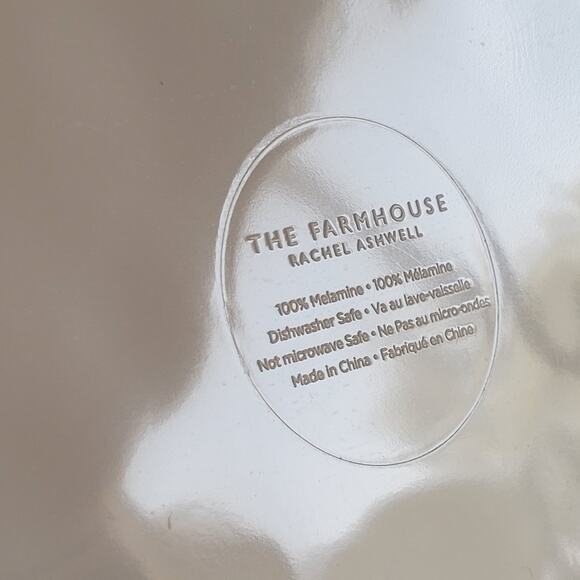 THE FARMHOUSE
RACHEL ASHWELL
100% Melamine • 100% Mélamine
Dishwasher Safe • Va au lave-vaisselle
Not microwave Safe • Ne Pas au micro-ondes
Made in China • Fabriqué en Chine